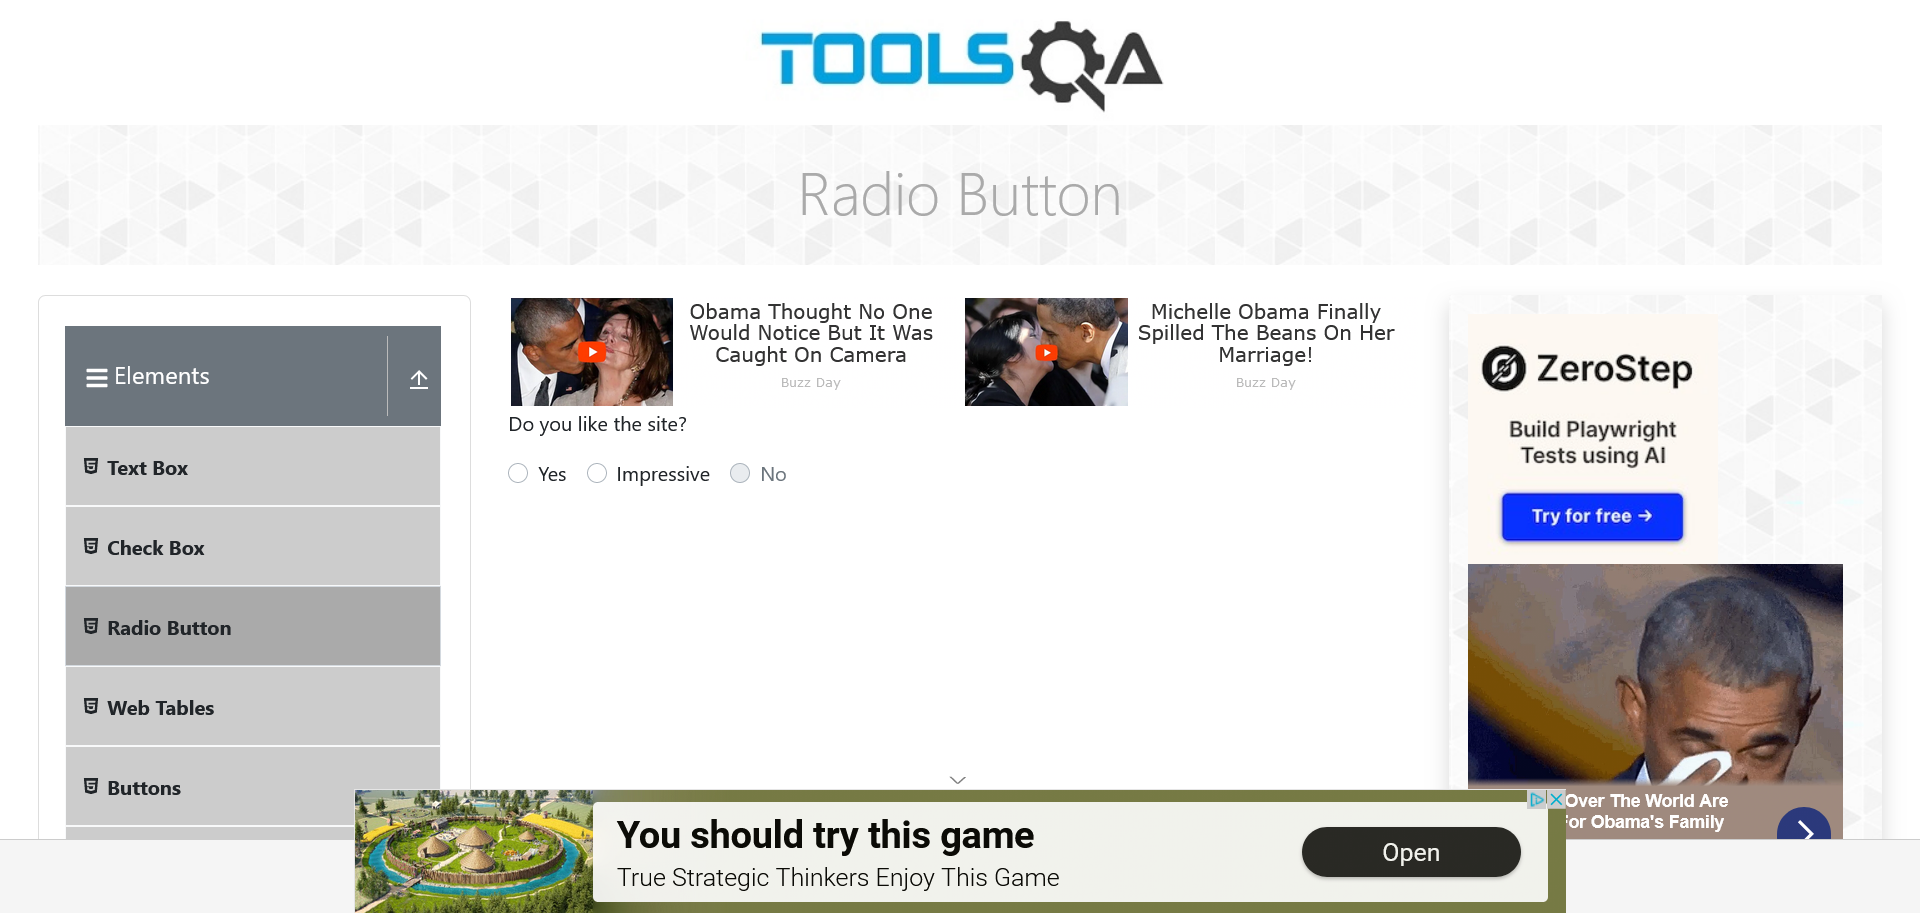 TOOLSQA
Radio Button
Elements
Text Box
Check Box
Radio Button
Web Tables
Buttons
Obama Thought No One
Would Notice But It Was
Caught On Camera
Buzz Day
Michelle Obama Finally
Spilled The Beans On Her
Marriage!
Buzz Day
Do you like the site?
Yes
Impressive
No
ZeroStep
Build Playwright
Tests using AI
Try for free →
Over The World Are
For Obama's Family
You should try this game
True Strategic Thinkers Enjoy This Game
Open